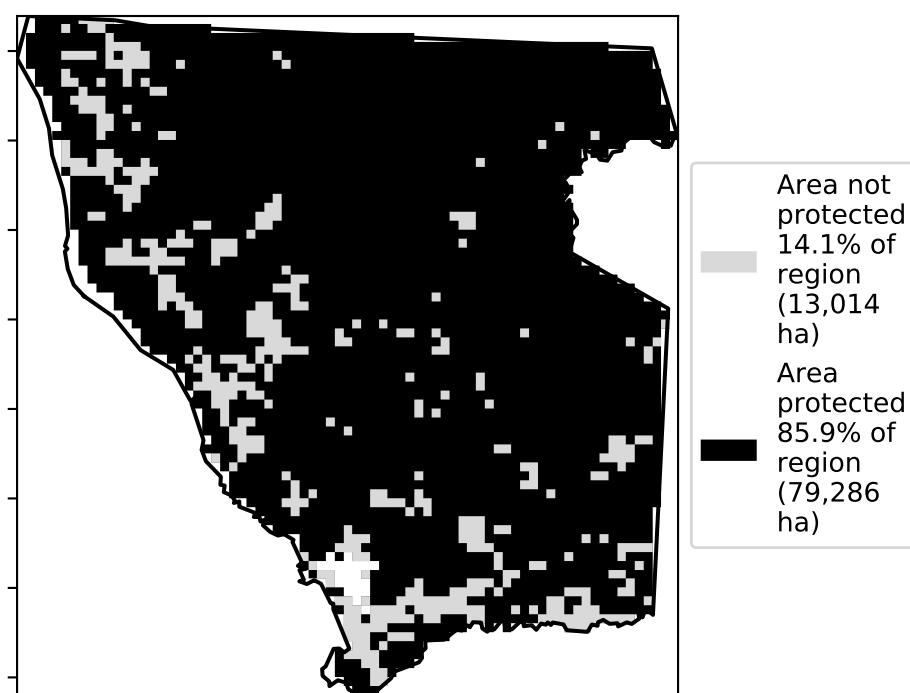 Area not
protected
14.1% of
region
(13,014
ha)
Area
protected
85.9% of
region
(79,286
ha)